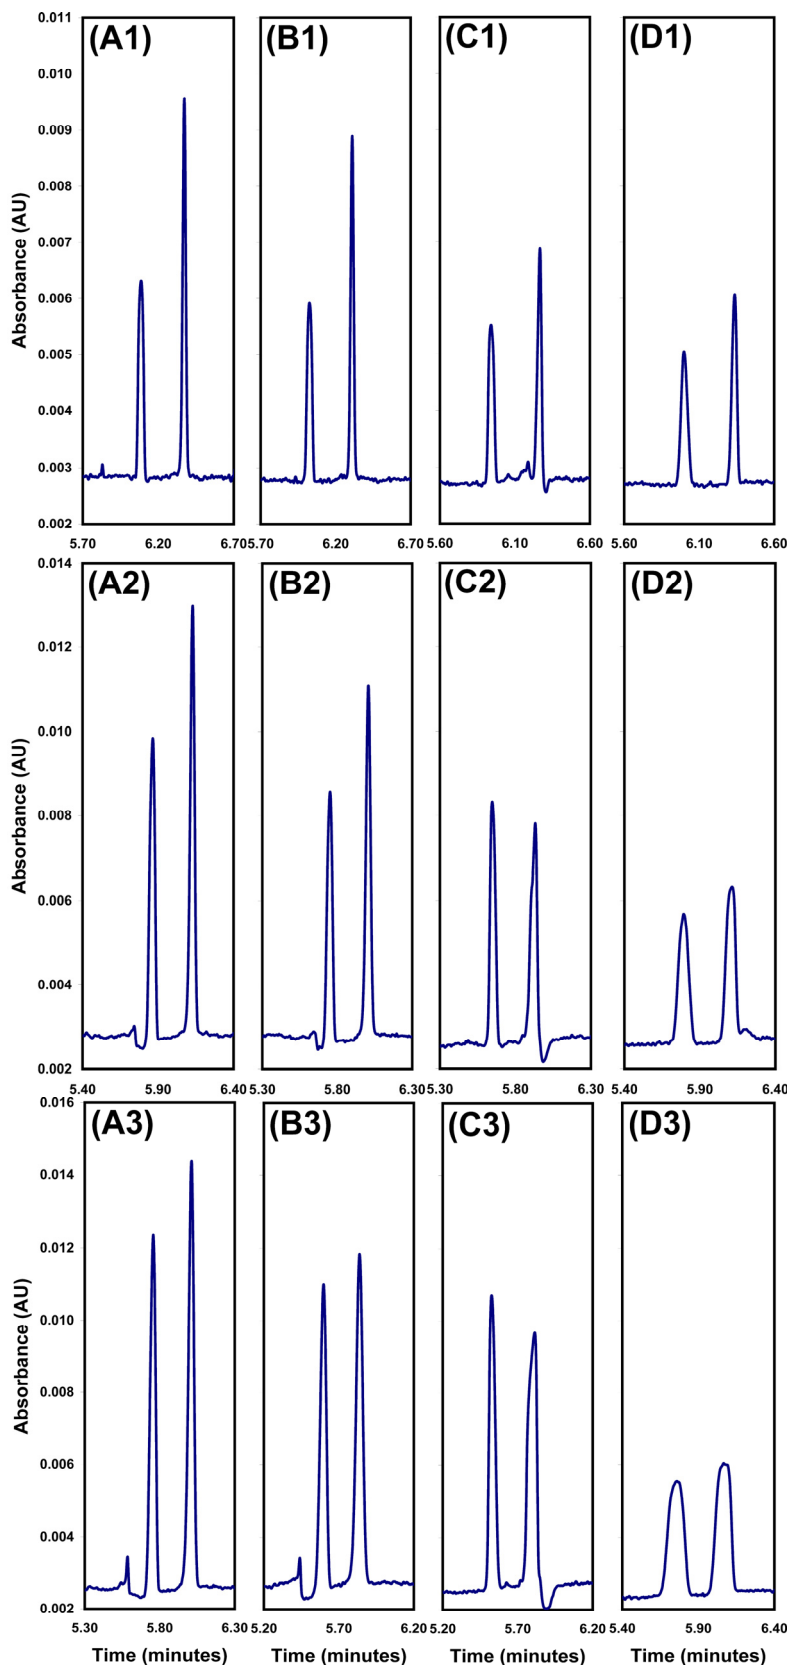 0.011
(A1) (B1) (C1) (D1)
0.010
0.009
0.008
0.007
0.006
0.005
0.004
0.003
0.002
Absorbance (AU)
5.70 6.20 6.70 5.70 6.20 6.70 5.60 6.10 6.60 5.60 6.10 6.60
0.014
(A2) (B2) (C2) (D2)
0.012
0.010
0.008
0.006
0.004
0.002
Absorbance (AU)
5.40 5.90 6.40 5.30 5.80 6.30 5.30 5.80 6.30 5.40 5.90 6.40
0.016
(A3) (B3) (C3) (D3)
0.014
0.012
0.010
0.008
0.006
0.004
0.002
Absorbance (AU)
5.30 5.80 6.30 5.20 5.70 6.20 5.20 5.70 6.20 5.40 5.90 6.40
Time (minutes) Time (minutes) Time (minutes) Time (minutes)